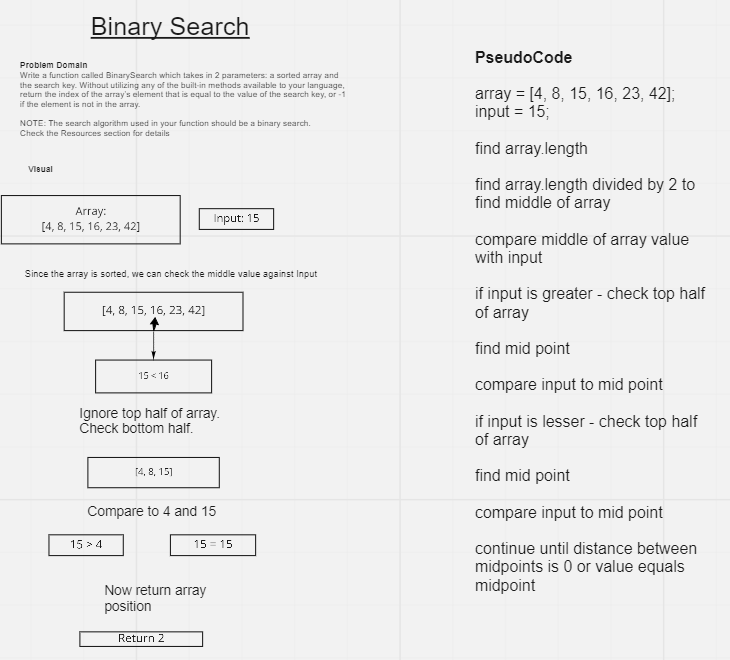 Binary Search
Problem Domain
Write a function called BinarySearch which takes in 2 parameters: a sorted array and
the search key. Without utilizing any of the built-in methods available to your language,
return the index of the array's element that is equal to the value of the search key, or -1
if the element is not in the array.
NOTE: The search algorithm used in your function should be a binary search.
Check the Resources section for details
Visual
Array:
[4, 8, 15, 16, 23, 42]
Input: 15
Since the array is sorted, we can check the middle value against Input
[4, 8, 15, 16, 23, 42]
15 < 16
Ignore top half of array.
Check bottom half.
[4, 8, 15]
Compare to 4 and 15
15 > 4
15 = 15
Now return array
position
Return 2
PseudoCode
array = [4, 8, 15, 16, 23, 42];
input = 15;
find array.length
find array.length divided by 2 to
find middle of array
compare middle of array value
with input
if input is greater - check top half
of array
find mid point
compare input to mid point
if input is lesser - check top half
of array
find mid point
compare input to mid point
continue until distance between
midpoints is 0 or value equals
midpoint